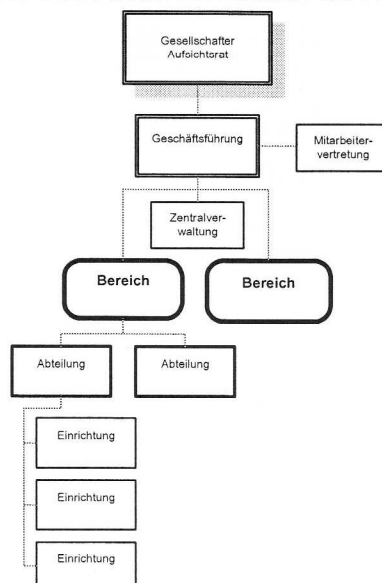 Gesellschafter
Aufsichtsrat
Geschäftsführung
Mitarbeiter-
vertretung
Zentralver-
waltung
Bereich
Bereich
Abteilung
Abteilung
Einrichtung
Einrichtung
Einrichtung